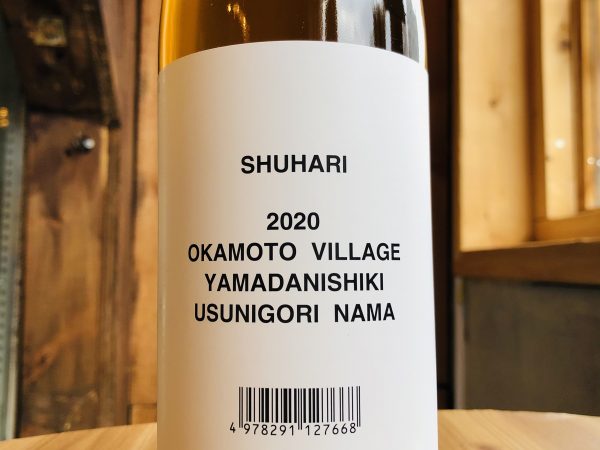 SHUHARI
2020
OKAMOTO VILLAGE
YAMADANISHIKI
USUNIGORI NAMA
4 978291 127668